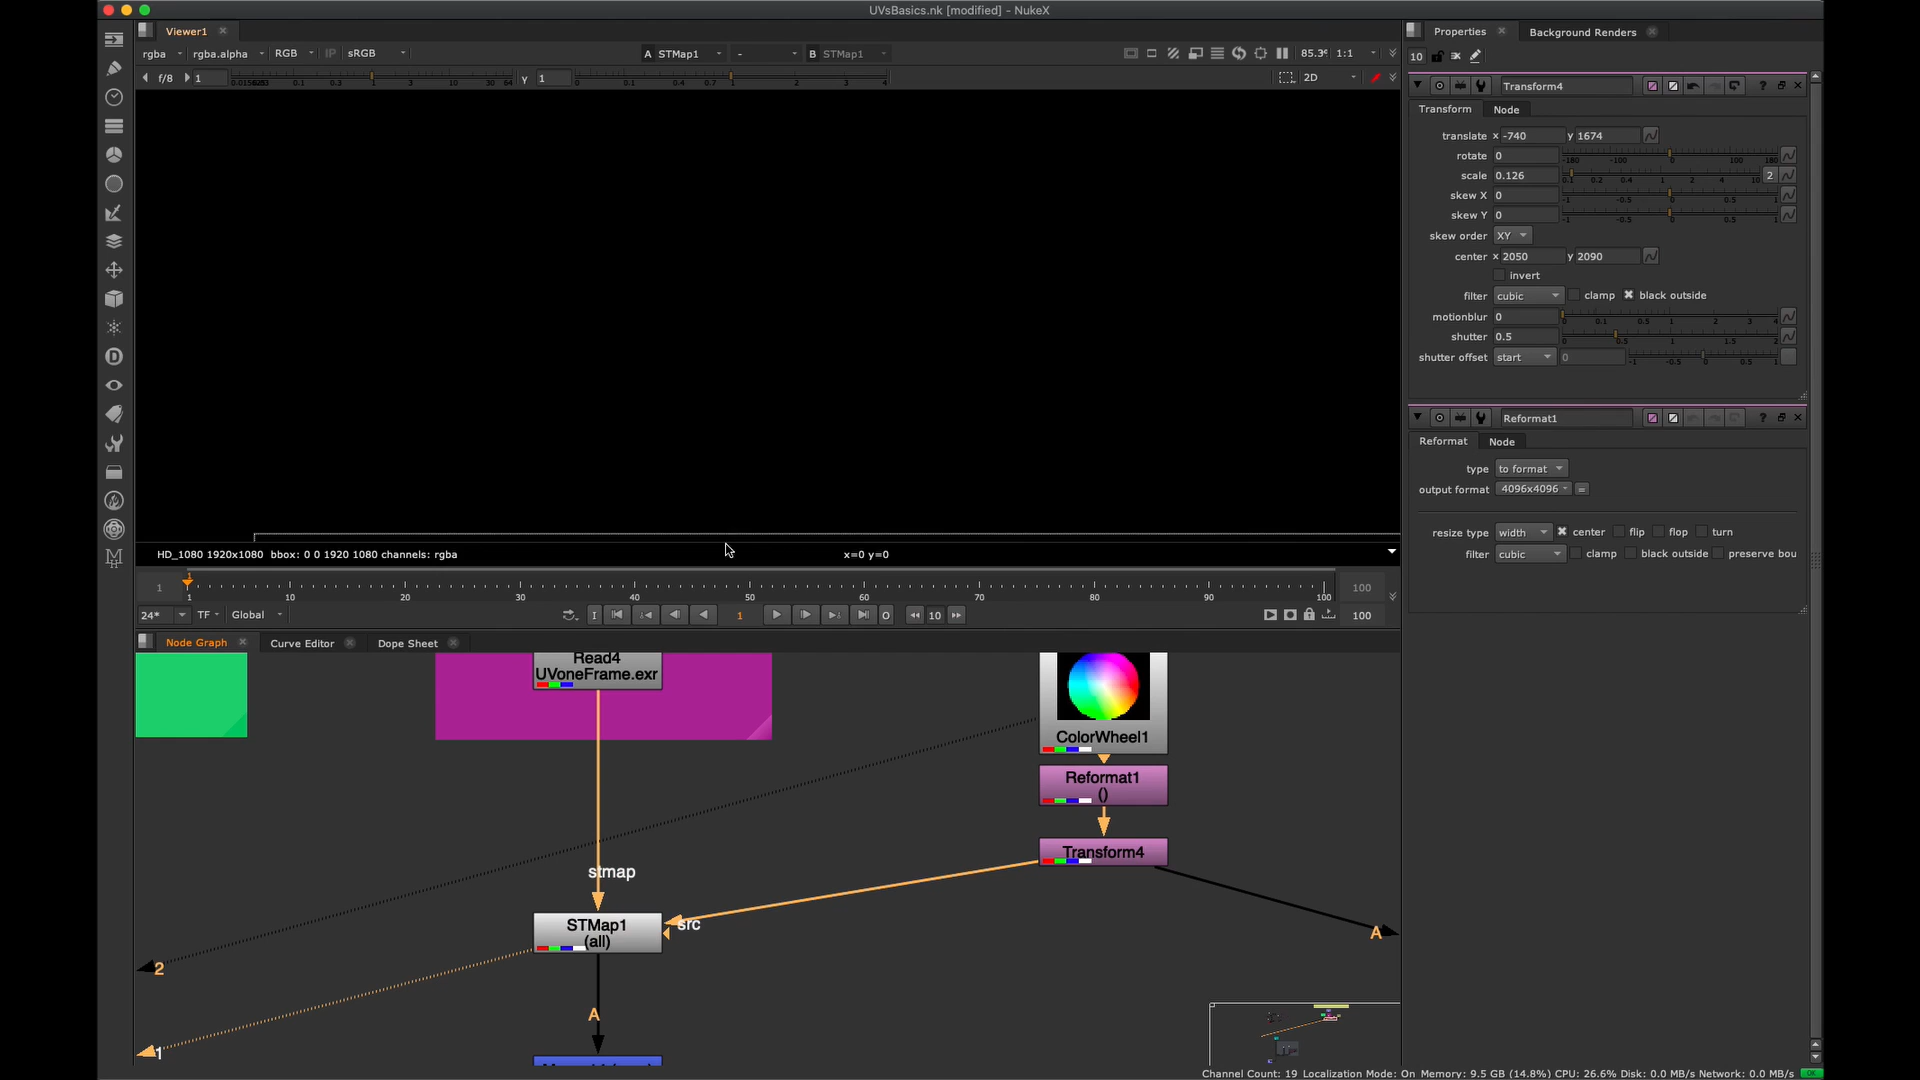 UVsBasics.nk [modified] - NukeX
Viewer1
rgba rgba.alpha RGB IP sRGB A STMap1 - B STMap1 1:1
f/8 1 y 1 2D
HD_1080 1920x1080 bbox: 0 0 1920 1080 channels: rgba x=0 y=0
1 1 10 20 30 40 50 60 70 80 90 100 100
24* TF Global I 1 O 10 100
Node Graph Curve Editor Dope Sheet
Read4
UVoneFrame.exr
ColorWheel1
Reformat1
()
Transform4
stmap
STMap1
(all)
src
A
2
A
1
Properties Background Renders
10
Transform4
Transform Node
translate x -740 y 1674
rotate 0
scale 0.126 2
skew X 0
skew Y 0
skew order XY
center x 2050 y 2090
invert
filter cubic clamp black outside
motionblur 0
shutter 0.5
shutter offset start 0
Reformat1
Reformat Node
type to format
output format 4096x4096 =
resize type width center flip flop turn
filter cubic clamp black outside preserve bou
Channel Count: 19 Localization Mode: On Memory: 9.5 GB (14.8%) CPU: 26.6% Disk: 0.0 MB/s Network: 0.0 MB/s